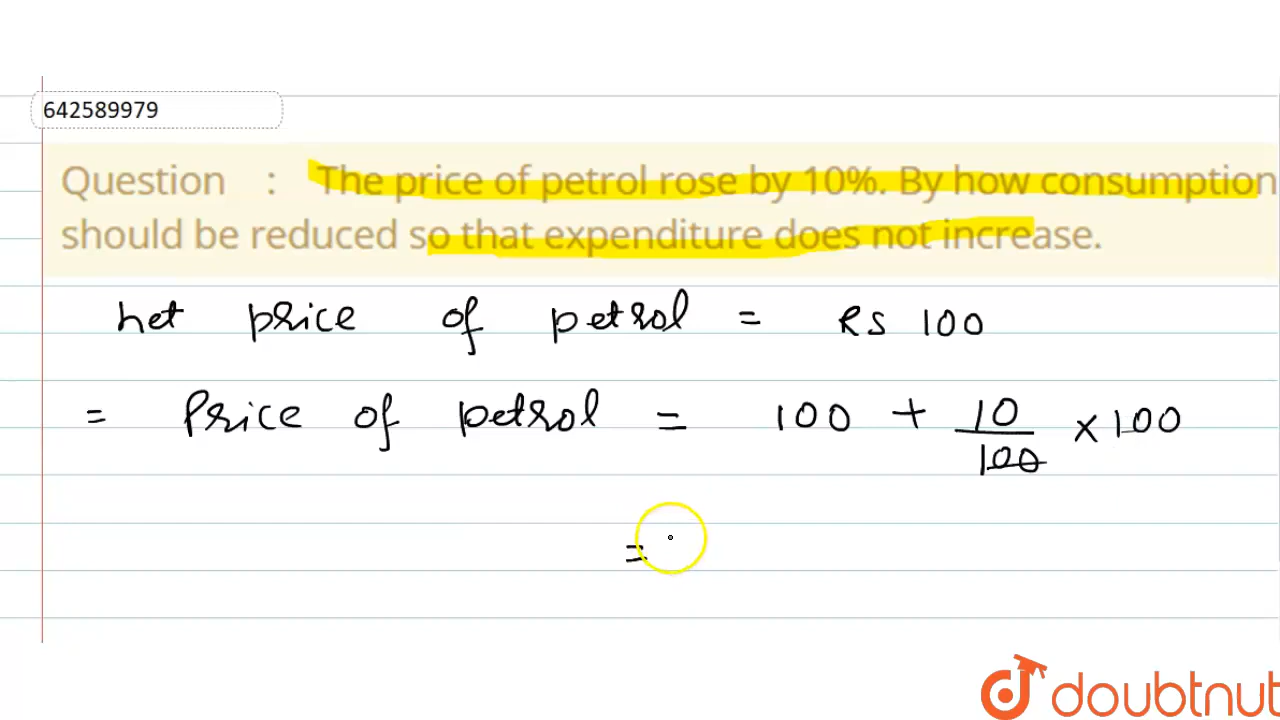 642589979
Question : The price of petrol rose by 10%. By how consumption
should be reduced so that expenditure does not increase.
Let price of petrol = Rs 100
= Price of petrol = 100 + 10/100 × 100
=
doubtnut